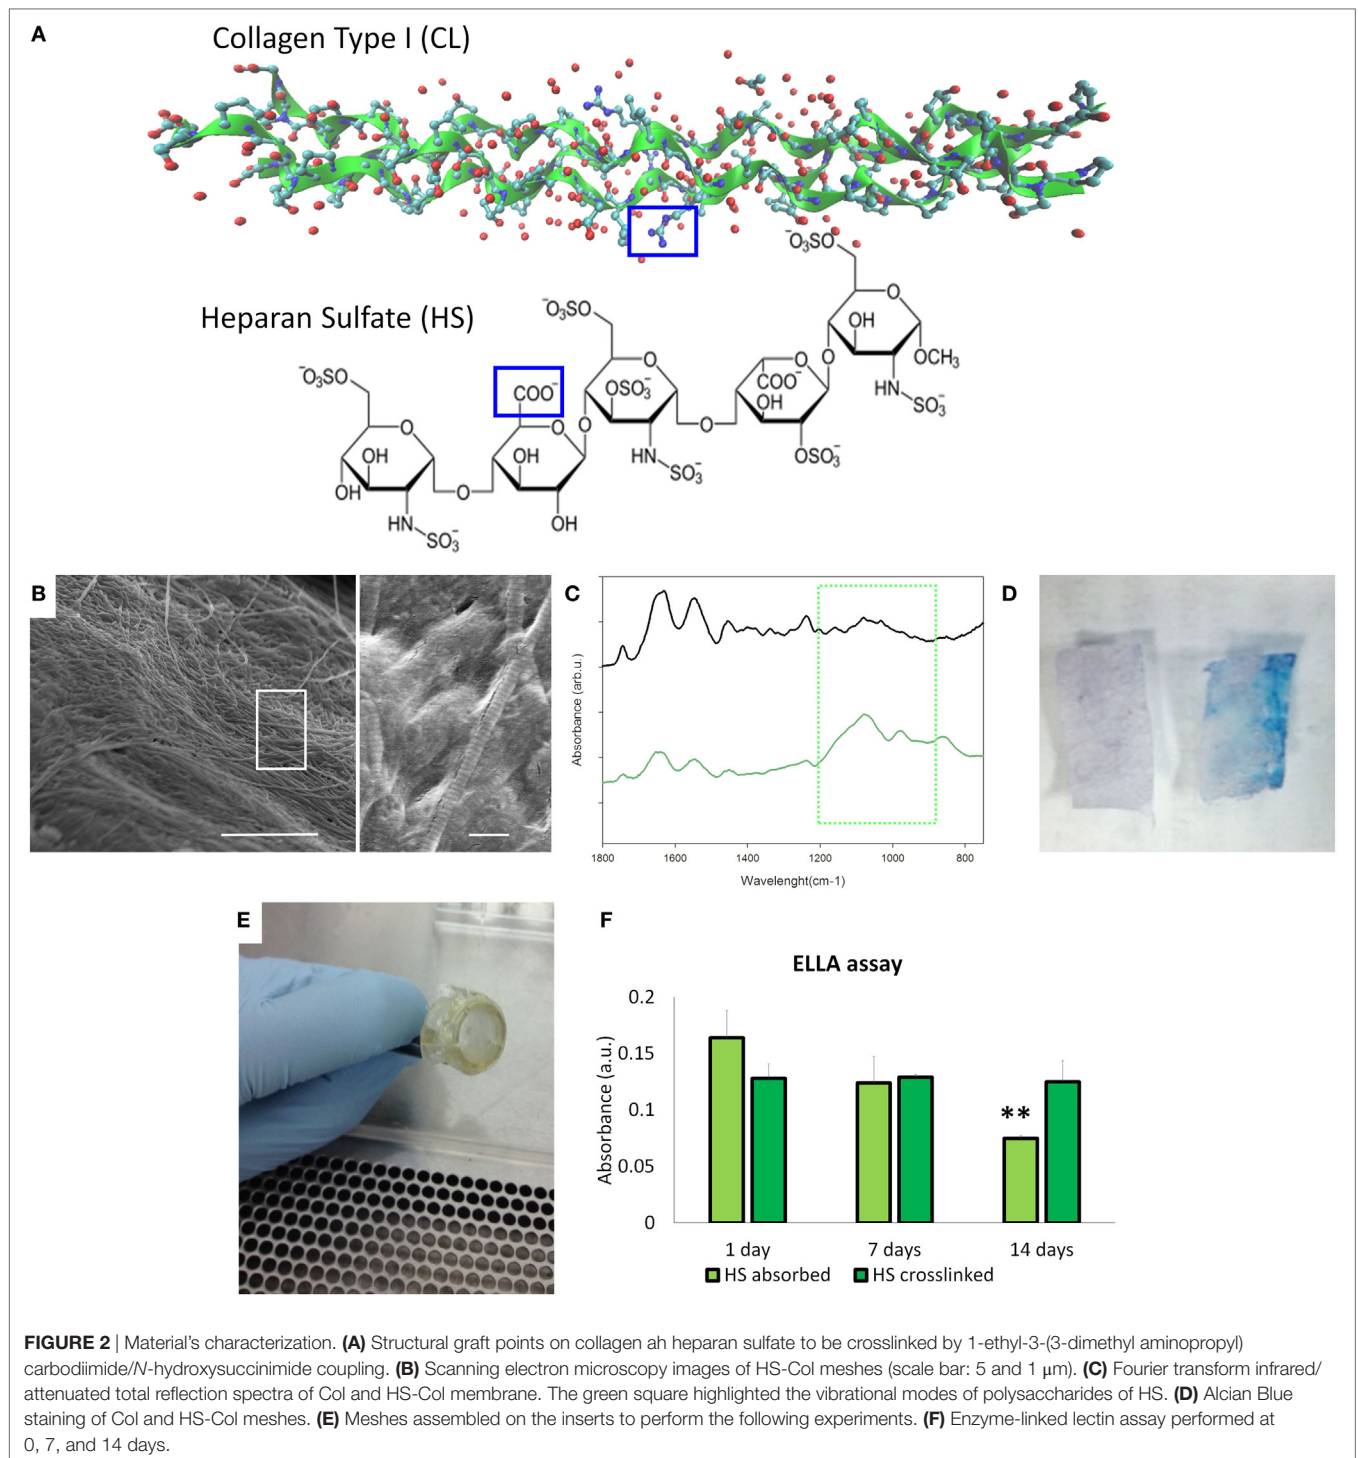 A
Collagen Type I (CL)
Heparan Sulfate (HS)
⁻O₃SO
⁻O₃SO
⁻O₃SO
COO⁻
O
OH
OH
O
HN
SO₃⁻
O
OH
OH
O
O
OSO₃⁻
HN
SO₃⁻
O
O
COO⁻
OH
OSO₃⁻
O
O
OH
OCH₃
HN
SO₃⁻
B
C
Absorbance (arb.u.)
1800 1600 1400 1200 1000 800
Wavelenght(cm-1)
D
E
F
ELLA assay
Absorbance (a.u.)
0.2
0.15
0.1
0.05
0
**
1 day 7 days 14 days
HS absorbed HS crosslinked
FIGURE 2 | Material’s characterization. (A) Structural graft points on collagen ah heparan sulfate to be crosslinked by 1-ethyl-3-(3-dimethyl aminopropyl)
carbodiimide/N-hydroxysuccinimide coupling. (B) Scanning electron microscopy images of HS-Col meshes (scale bar: 5 and 1 μm). (C) Fourier transform infrared/
attenuated total reflection spectra of Col and HS-Col membrane. The green square highlighted the vibrational modes of polysaccharides of HS. (D) Alcian Blue
staining of Col and HS-Col meshes. (E) Meshes assembled on the inserts to perform the following experiments. (F) Enzyme-linked lectin assay performed at
0, 7, and 14 days.